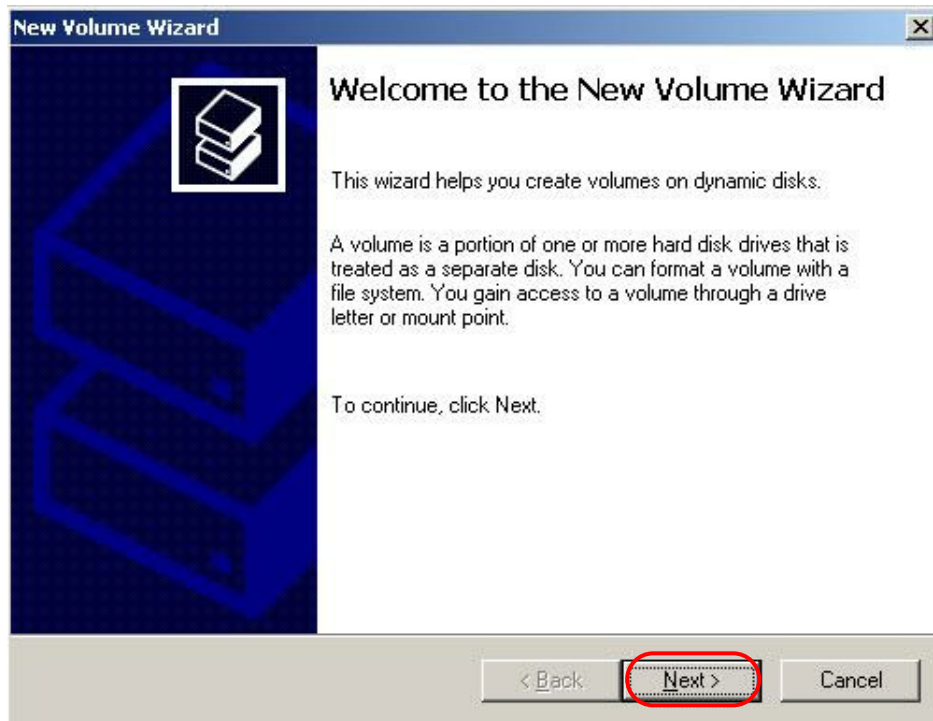 New Volume Wizard
Welcome to the New Volume Wizard
This wizard helps you create volumes on dynamic disks.
A volume is a portion of one or more hard disk drives that is
treated as a separate disk. You can format a volume with a
file system. You gain access to a volume through a drive
letter or mount point.
To continue, click Next.
< Back Next > Cancel